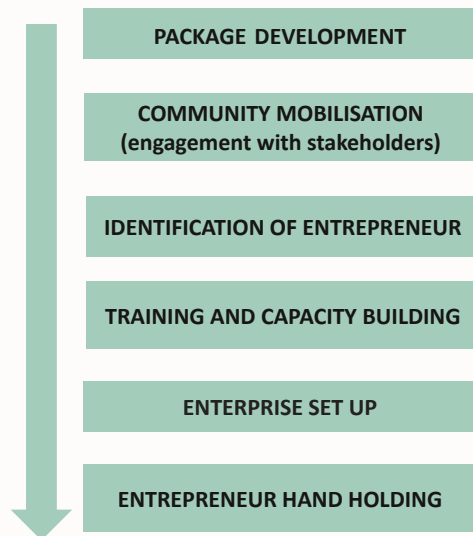 PACKAGE DEVELOPMENT
COMMUNITY MOBILISATION
(engagement with stakeholders)
IDENTIFICATION OF ENTREPRENEUR
TRAINING AND CAPACITY BUILDING
ENTERPRISE SET UP
ENTREPRENEUR HAND HOLDING